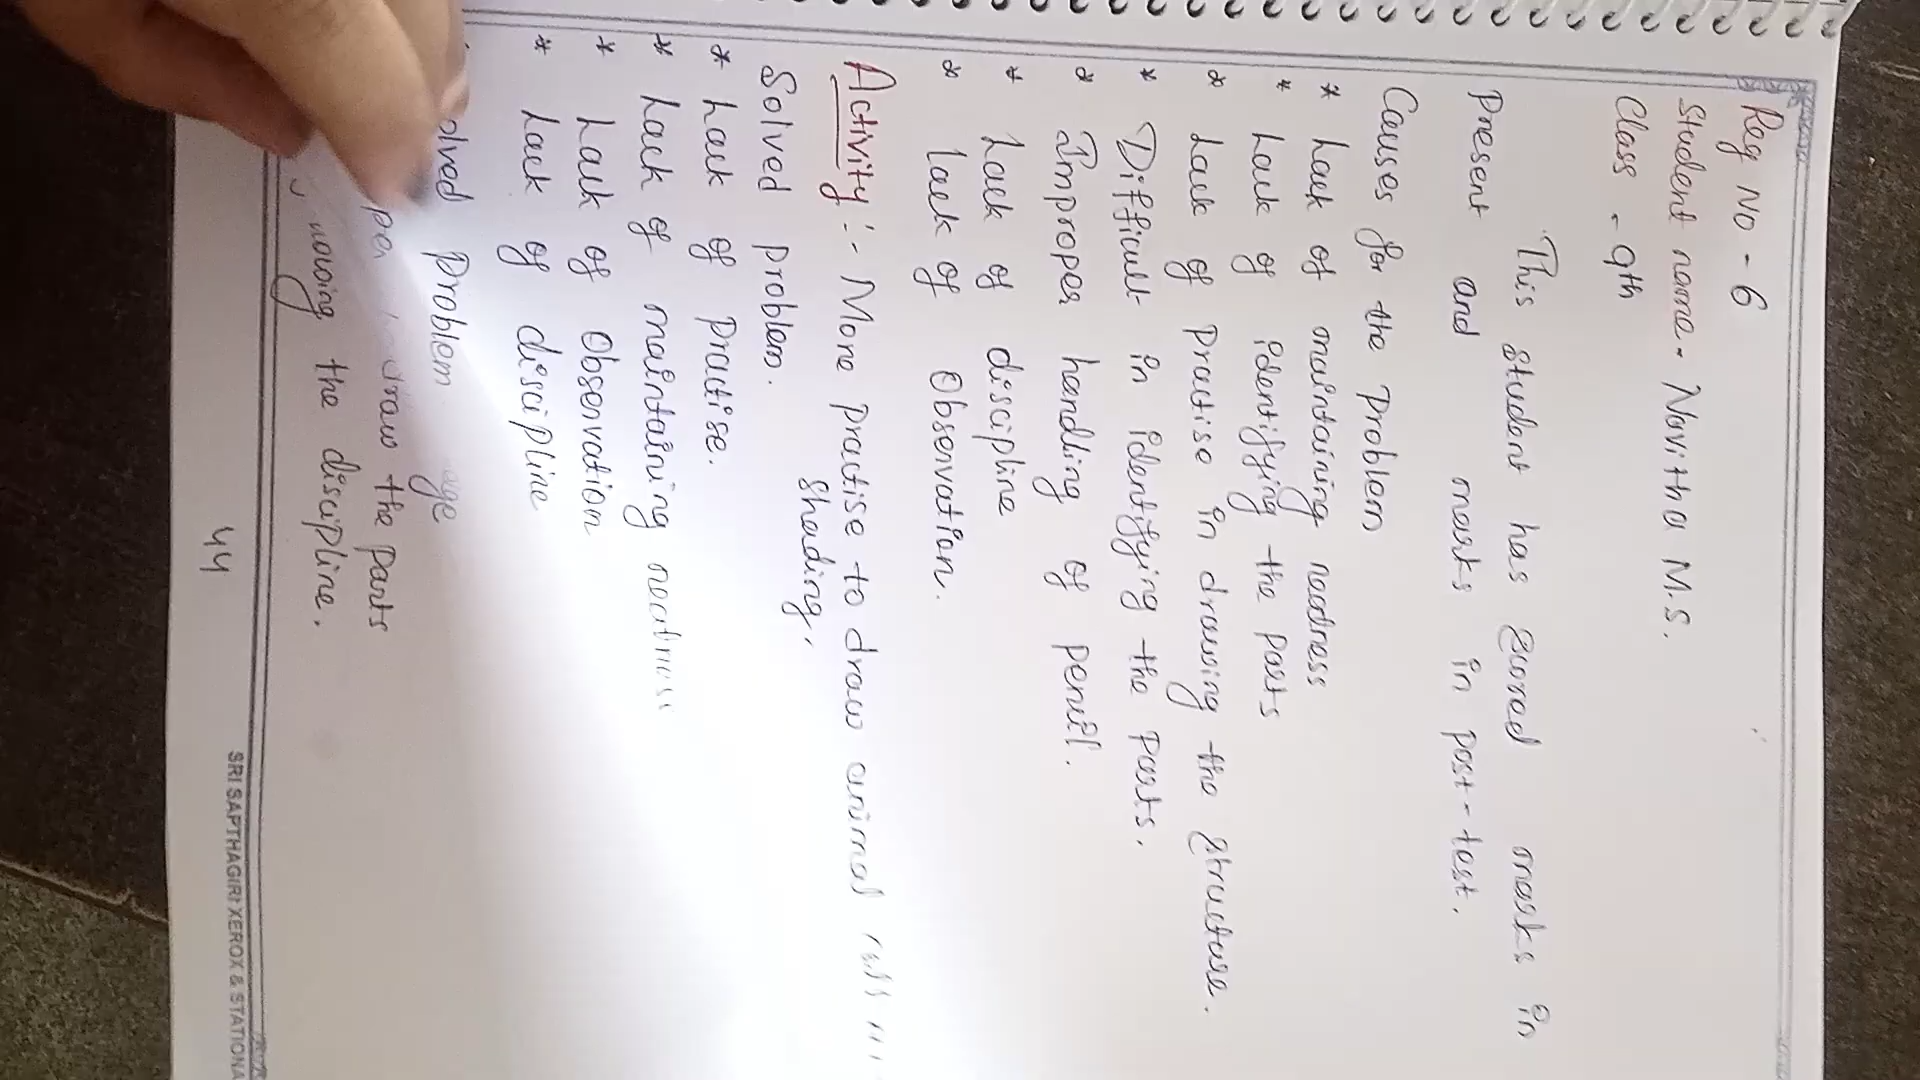 Reg No - 6
Student name - Navitha M.S.
Class - 9th
This student has scored marks in
Present and marks in post-test.
Causes for the Problem
* Lack of maintaining neatness
* Lack of identifying the parts
* Lack of Practise in drawing the structure.
* Difficult in identifying the parts.
* Improper handling of pencil.
* Lack of discipline
* Lack of Observation.
Activity :- More practise to draw animal
shading.
Solved Problem.
* Lack of Practise.
* Lack of maintaining neatness
* Lack of Observation
* Lack of discipline
Problem
draw the parts
the discipline.
44
SRI SAPTHAGIRI XEROX & STATIONA